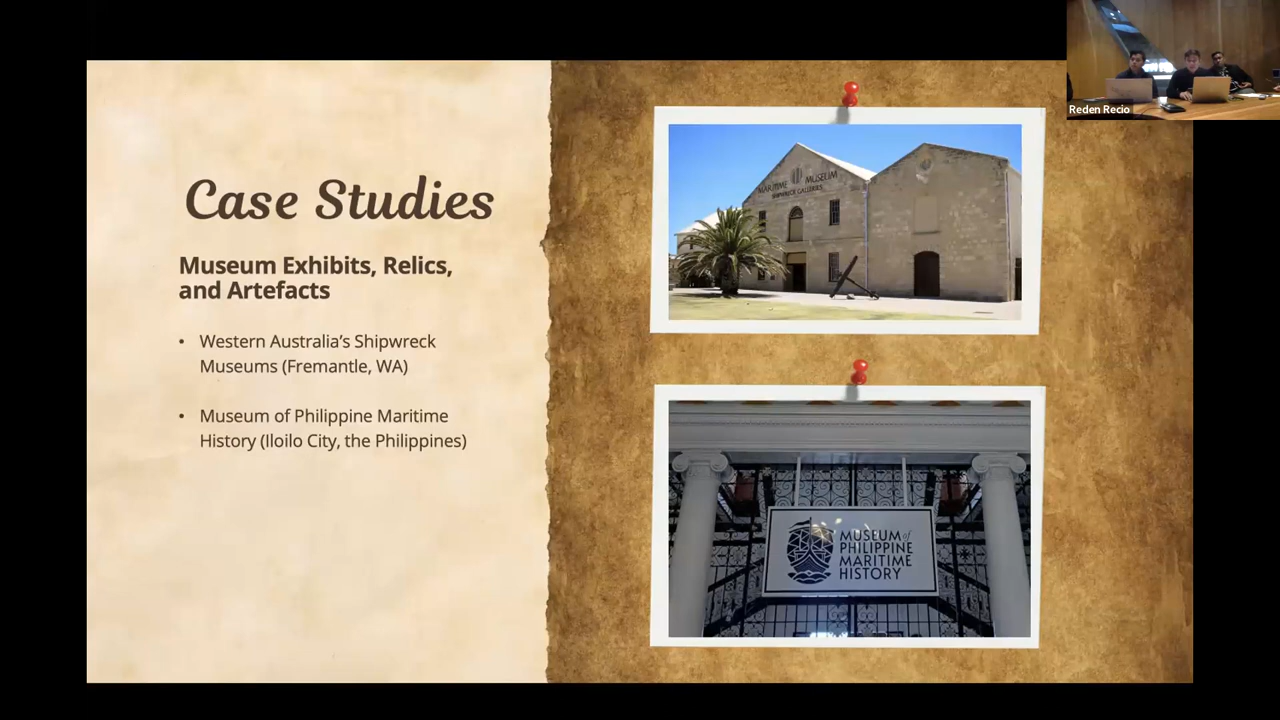 Case Studies
Museum Exhibits, Relics,
and Artefacts
• Western Australia’s Shipwreck
Museums (Fremantle, WA)
• Museum of Philippine Maritime
History (Iloilo City, the Philippines)
MARITIME MUSEUM
SHIPWRECK GALLERIES
MUSEUM of
PHILIPPINE
MARITIME
HISTORY
Reden Recio